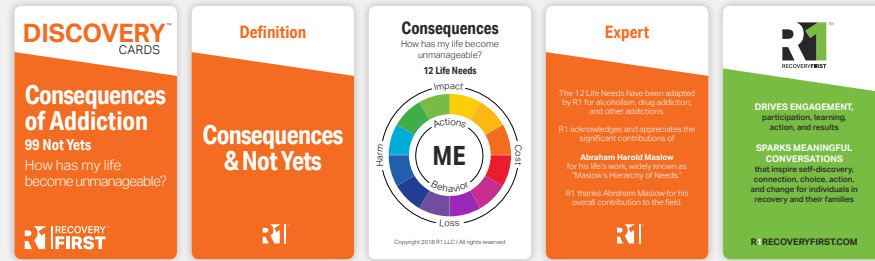 DISCOVERY™
CARDS
Consequences
of Addiction
99 Not Yets
How has my life
become unmanageable?
R1 RECOVERY
FIRST
Definition
Consequences
& Not Yets
R1
Consequences
How has my life become
unmanageable?
12 Life Needs
Impact
Actions
Harm
ME
Cost
Behavior
Loss
Copyright 2018 R1 LLC / All rights reserved.
Expert
The 12 Life Needs have been adapted
by R1 for alcoholism, drug addiction,
and other addictions.
R1 acknowledges and appreciates the
significant contributions of
Abraham Harold Maslow
for his life's work, widely known as
"Maslow's Hierarchy of Needs."
R1 thanks Abraham Maslow for his
overall contribution to the field.
R1
R1™
RECOVERYFIRST
DRIVES ENGAGEMENT,
participation, learning,
action, and results
SPARKS MEANINGFUL
CONVERSATIONS
that inspire self-discovery,
connection, choice, action,
and change for individuals in
recovery and their families
R1RECOVERYFIRST.COM